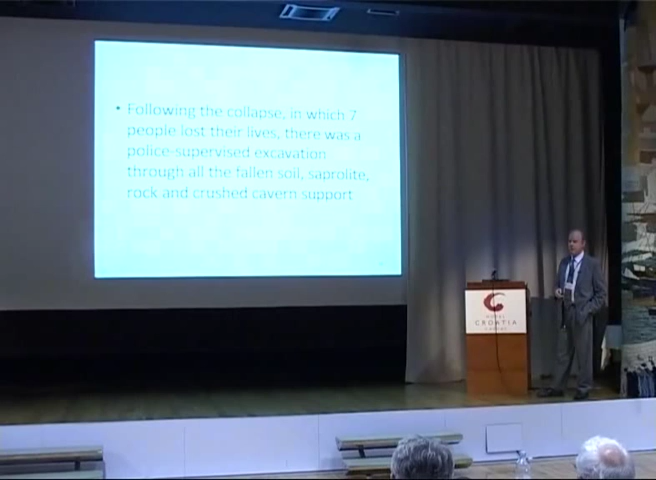 • Following the collapse, in which 7
people lost their lives, there was a
police-supervised excavation
through all the fallen soil, saprolite,
rock and crushed cavern support
HOTEL
CROATIA